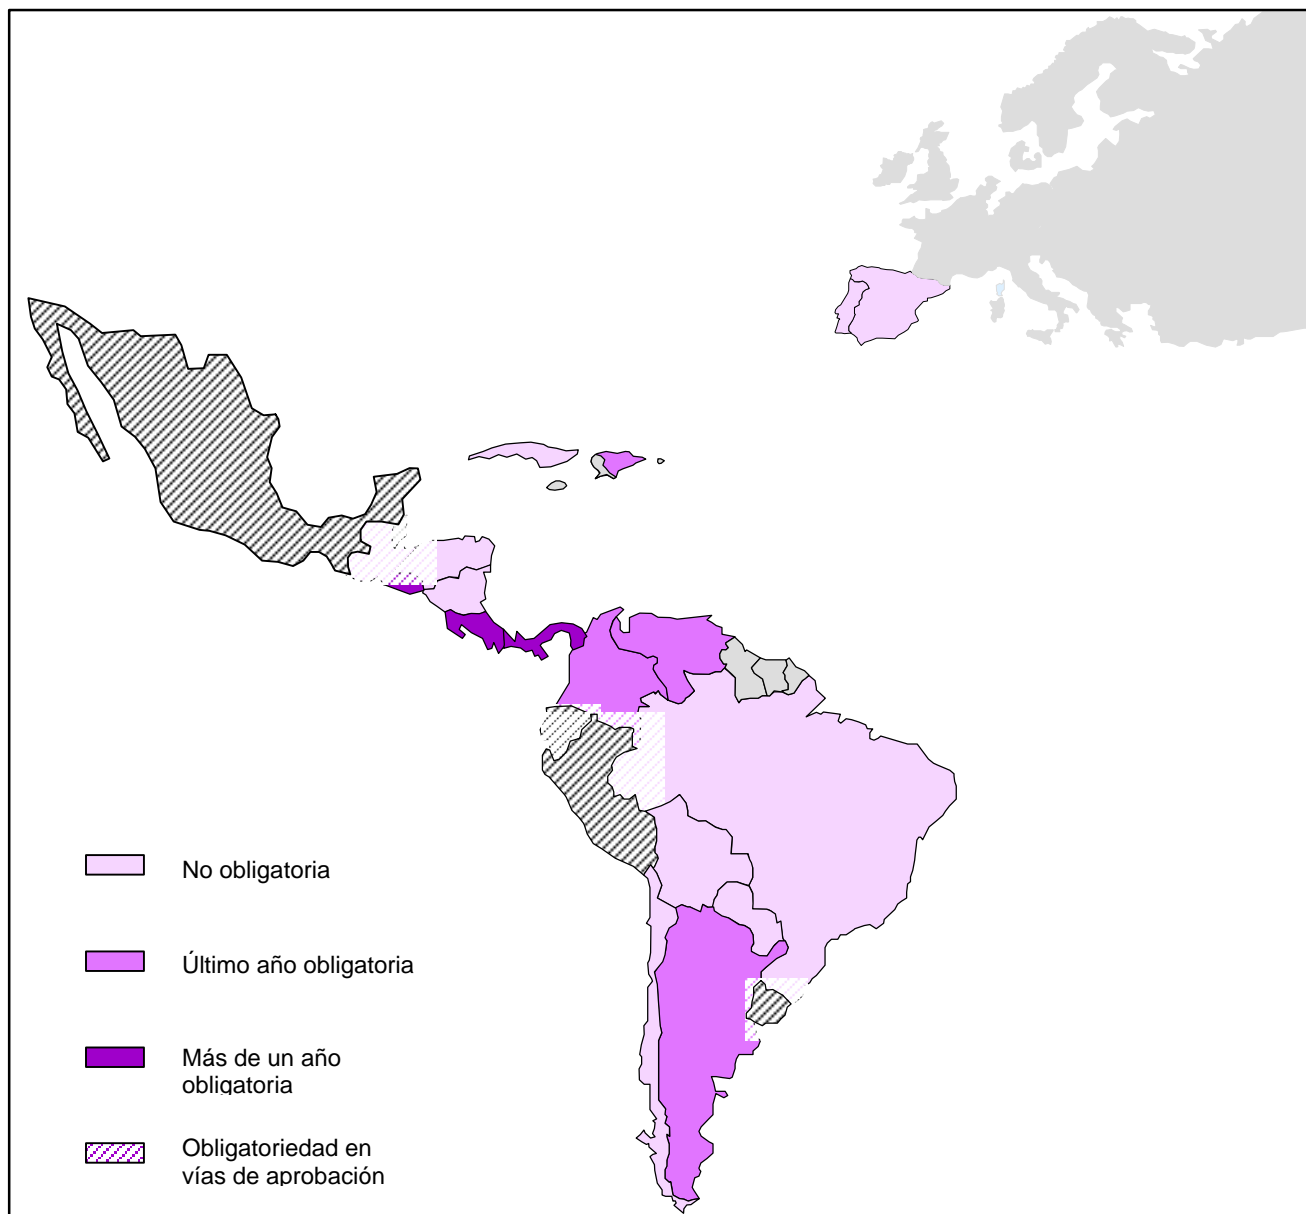 No obligatoria
Último año obligatoria
Más de un año
obligatoria
Obligatoriedad en
vías de aprobación